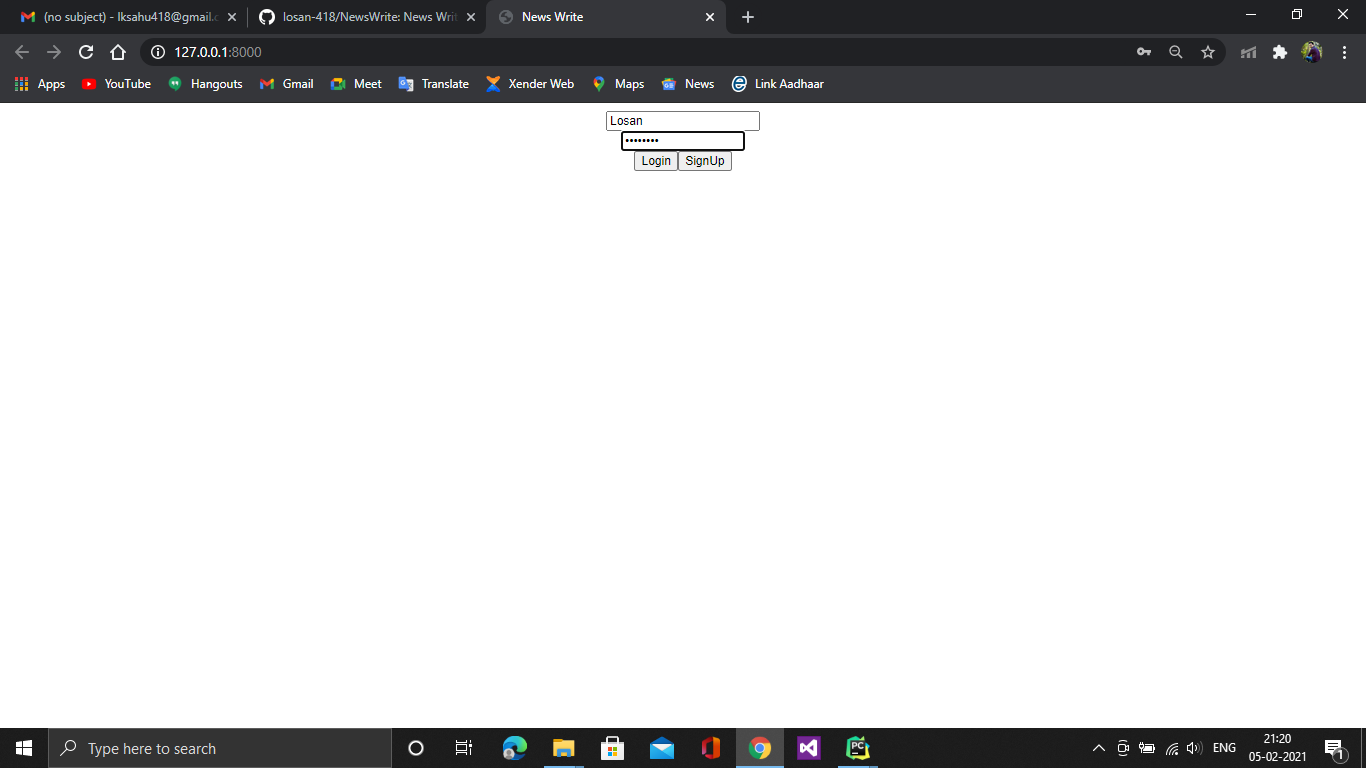 (no subject) - lksahu418@gmail.c
losan-418/NewsWrite: News Writ
News Write
127.0.0.1:8000
Apps YouTube Hangouts Gmail Meet Translate Xender Web Maps News Link Aadhaar
Losan
••••••••
Login SignUp
Type here to search
PC
ENG
21:20
05-02-2021
1